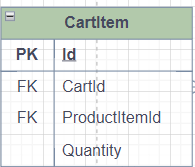 CartItem
PK Id
FK CartId
FK ProductItemId
Quantity